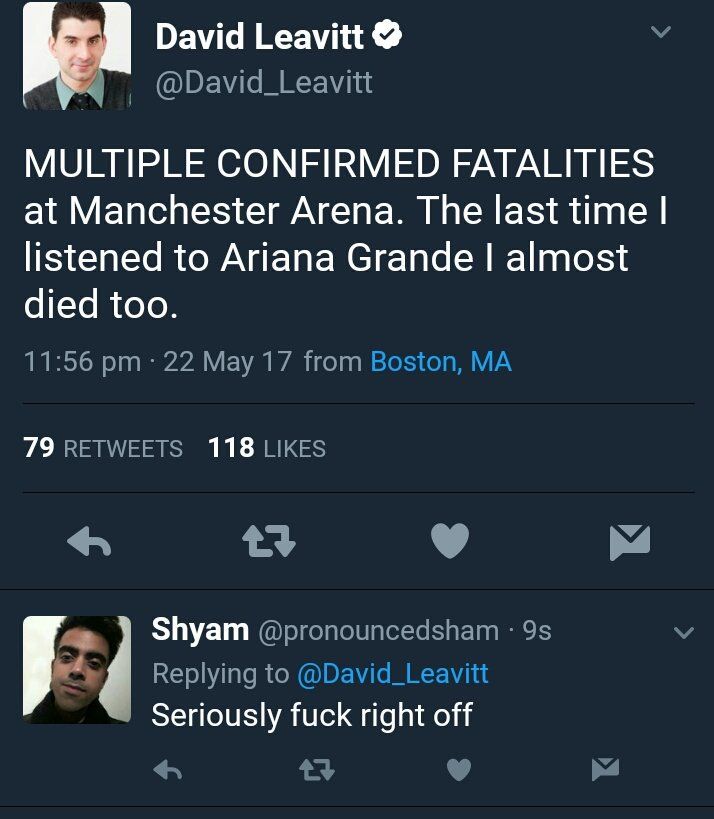 David Leavitt
@David_Leavitt
MULTIPLE CONFIRMED FATALITIES
at Manchester Arena. The last time I
listened to Ariana Grande I almost
died too.
11:56 pm · 22 May 17 from Boston, MA
79 RETWEETS 118 LIKES
Shyam @pronouncedsham · 9s
Replying to @David_Leavitt
Seriously fuck right off